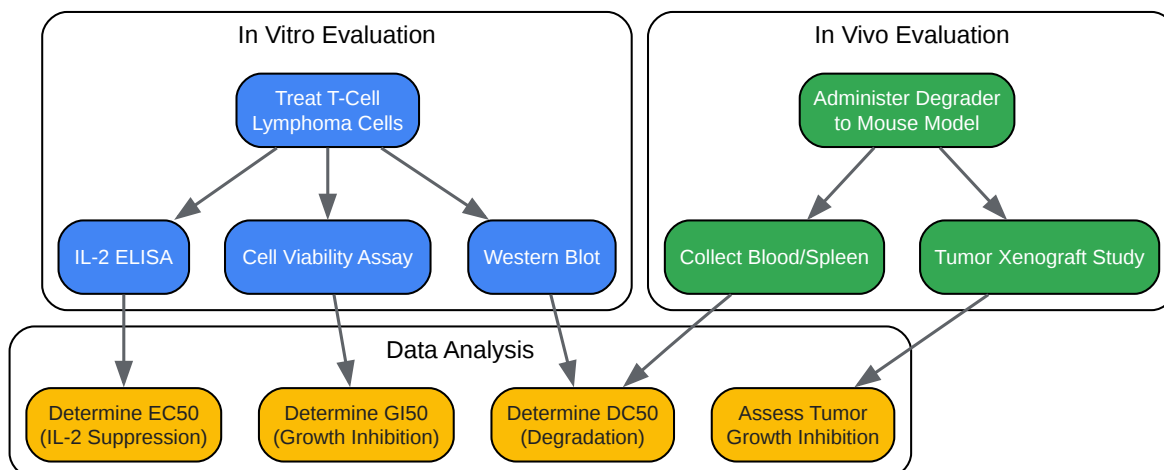 In Vitro Evaluation
In Vivo Evaluation
Treat T-Cell
Lymphoma Cells
Administer Degrader
to Mouse Model
IL-2 ELISA
Cell Viability Assay
Western Blot
Collect Blood/Spleen
Tumor Xenograft Study
Data Analysis
Determine EC50
(IL-2 Suppression)
Determine GI50
(Growth Inhibition)
Determine DC50
(Degradation)
Assess Tumor
Growth Inhibition